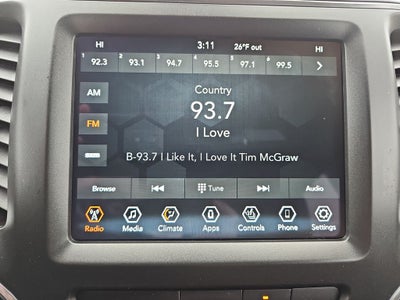 HI 3:11 26°F out HI
1 92.3 2 93.1 3 94.7 4 95.5 5 97.1 6 99.5
AM
Country
93.7
FM
I Love
B-93.7 I Like It, I Love It Tim McGraw
Browse Tune Audio
Radio Media Climate Apps Controls Phone Settings